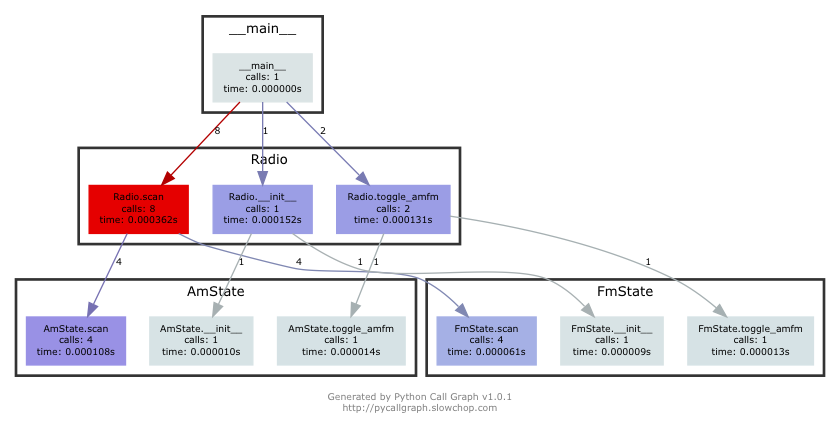 __main__
__main__
calls: 1
time: 0.000000s
8
1
2
Radio
Radio.scan
calls: 8
time: 0.000362s
Radio.__init__
calls: 1
time: 0.000152s
Radio.toggle_amfm
calls: 2
time: 0.000131s
4
1
4
1
1
1
AmState
AmState.scan
calls: 4
time: 0.000108s
AmState.__init__
calls: 1
time: 0.000010s
AmState.toggle_amfm
calls: 1
time: 0.000014s
FmState
FmState.scan
calls: 4
time: 0.000061s
FmState.__init__
calls: 1
time: 0.000009s
FmState.toggle_amfm
calls: 1
time: 0.000013s
Generated by Python Call Graph v1.0.1
http://pycallgraph.slowchop.com